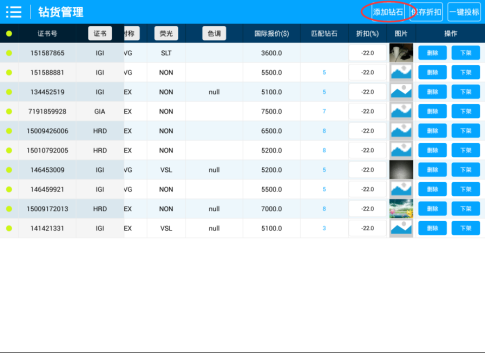 钻货管理 添加钻石 保存折扣 一键投标
证书号 证书 对称 荧光 色调 国际报价($) 匹配钻石 折扣(%) 图片 操作
151587865 IGI VG SLT 3600.0 -22.0 删除 下架
151588881 IGI VG NON 5500.0 5 -22.0 删除 下架
134452519 IGI EX NON null 5100.0 5 -22.0 删除 下架
7191859928 GIA EX NON 7500.0 7 -22.0 删除 下架
15009426006 HRD EX NON 6500.0 8 -22.0 删除 下架
15010792005 HRD EX NON 5200.0 8 -22.0 删除 下架
146453009 IGI VG VSL null 5200.0 5 -22.0 删除 下架
146459921 IGI VG NON 5500.0 5 -22.0 删除 下架
15009172013 HRD EX NON null 7000.0 8 -22.0 删除 下架
141421331 IGI EX VSL null 5100.0 3 -22.0 删除 下架